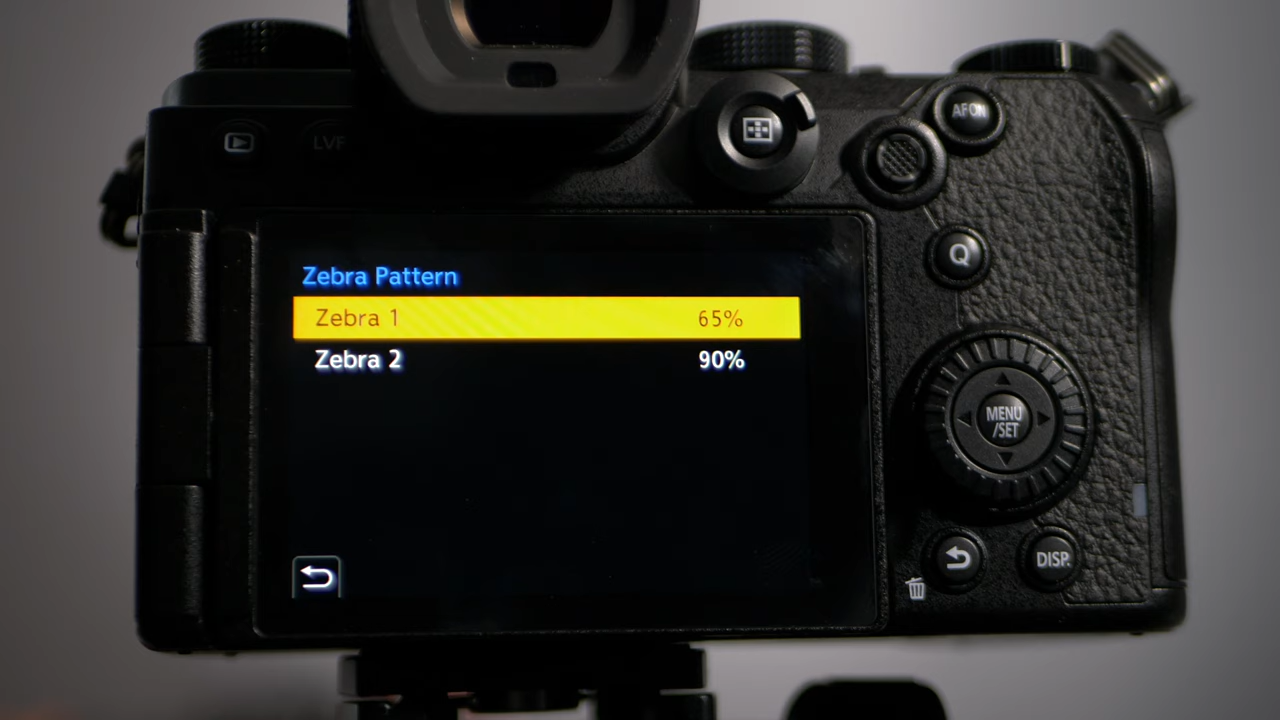 LVF
AF ON
Q
Zebra Pattern
Zebra 1 65%
Zebra 2 90%
MENU
/SET
DISP.